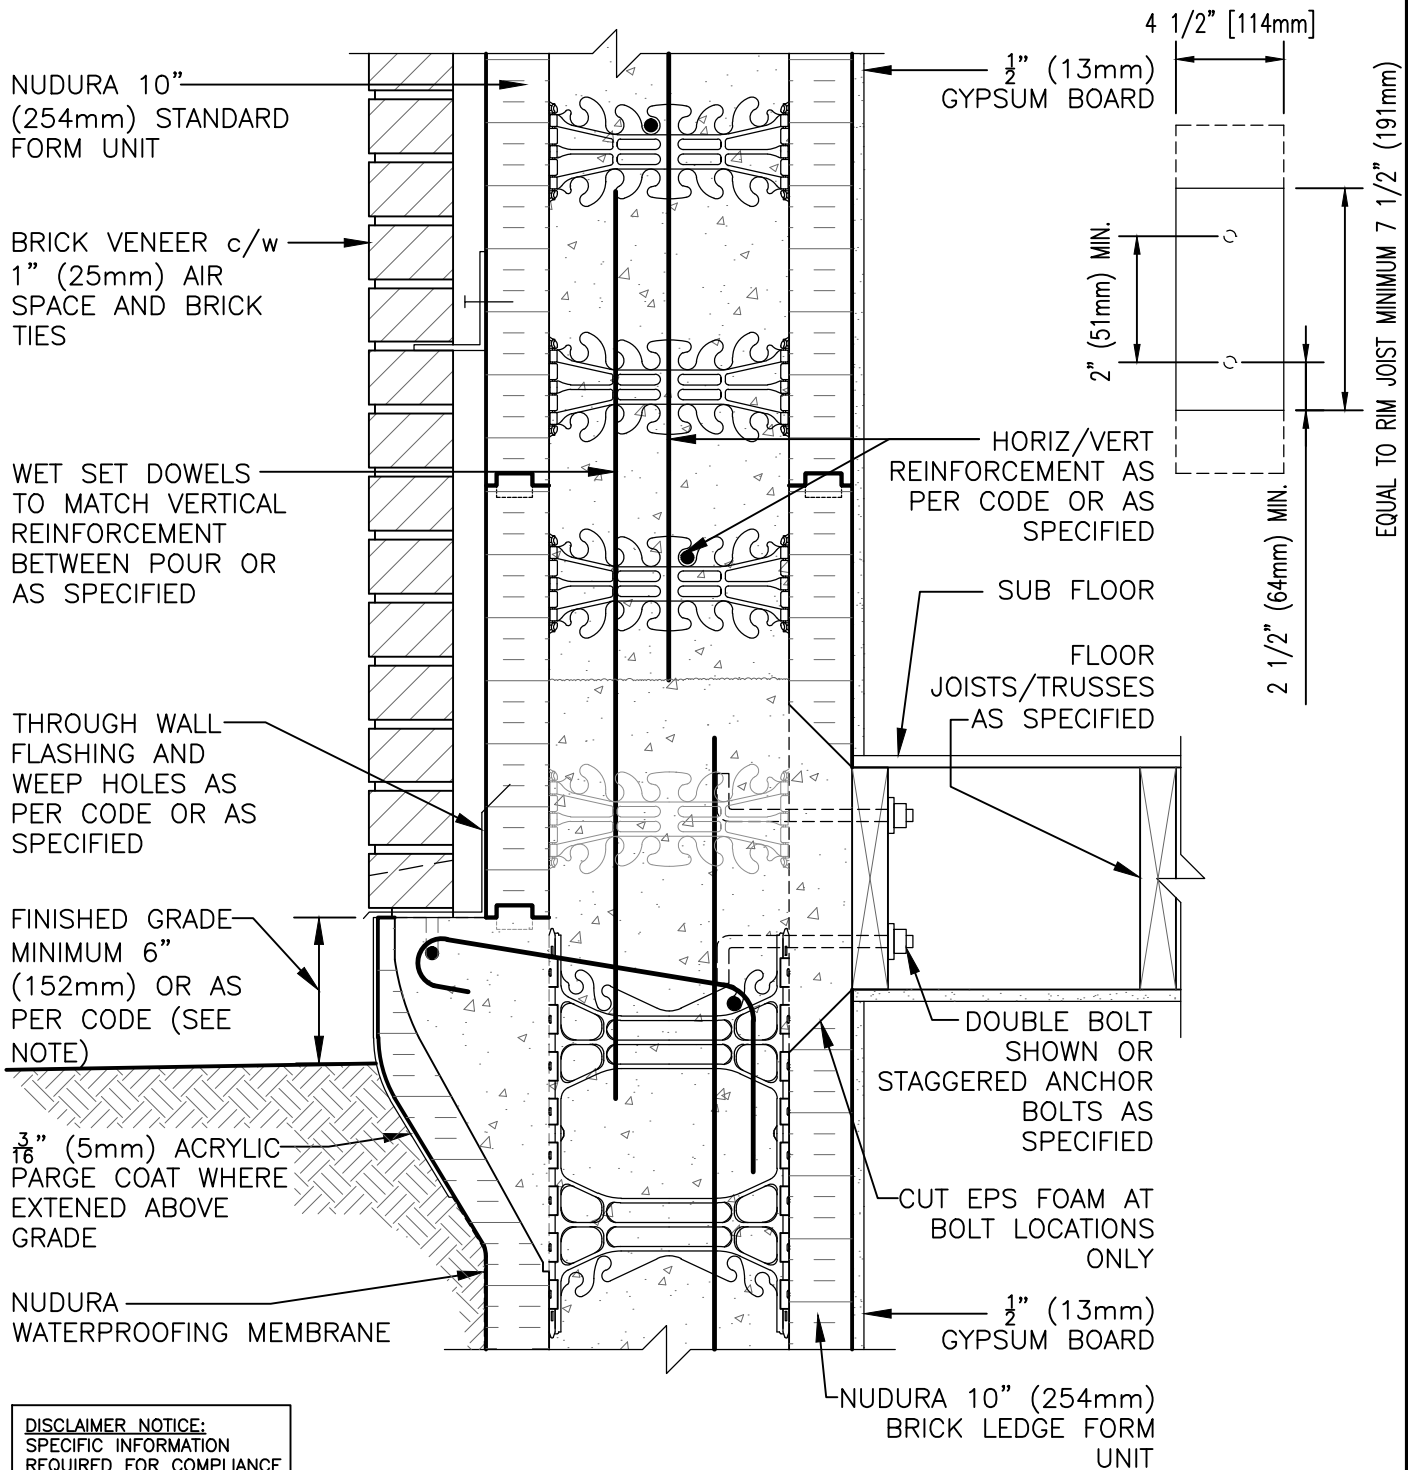 NUDURA 10"
(254mm) STANDARD
FORM UNIT
BRICK VENEER c/w
1" (25mm) AIR
SPACE AND BRICK
TIES
WET SET DOWELS
TO MATCH VERTICAL
REINFORCEMENT
BETWEEN POUR OR
AS SPECIFIED
THROUGH WALL
FLASHING AND
WEEP HOLES AS
PER CODE OR AS
SPECIFIED
FINISHED GRADE
MINIMUM 6"
(152mm) OR AS
PER CODE (SEE
NOTE)
3/16" (5mm) ACRYLIC
PARGE COAT WHERE
EXTENED ABOVE
GRADE
NUDURA
WATERPROOFING MEMBRANE
DISCLAIMER NOTICE:
SPECIFIC INFORMATION
REQUIRED FOR COMPLIANCE
1/2" (13mm)
GYPSUM BOARD
HORIZ/VERT
REINFORCEMENT AS
PER CODE OR AS
SPECIFIED
SUB FLOOR
FLOOR
JOISTS/TRUSSES
AS SPECIFIED
DOUBLE BOLT
SHOWN OR
STAGGERED ANCHOR
BOLTS AS
SPECIFIED
CUT EPS FOAM AT
BOLT LOCATIONS
ONLY
1/2" (13mm)
GYPSUM BOARD
NUDURA 10" (254mm)
BRICK LEDGE FORM
UNIT
4 1/2" [114mm]
2" (51mm) MIN.
2 1/2" (64mm) MIN.
EQUAL TO RIM JOIST MINIMUM 7 1/2" (191mm)